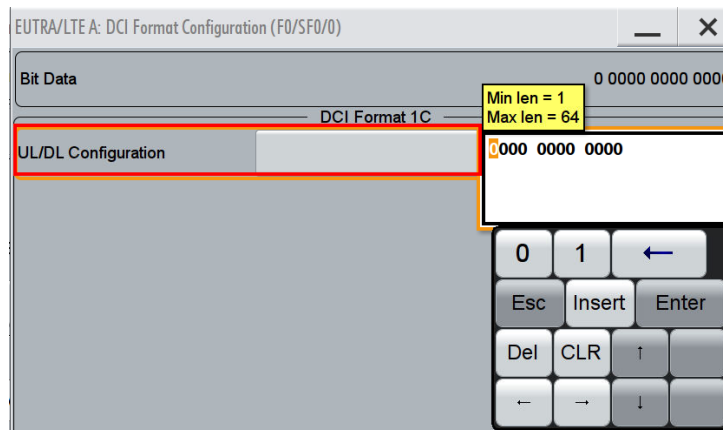 EUTRA/LTE A: DCI Format Configuration (F0/SF0/0)
Bit Data
0 0000 0000 0000
Min len = 1
Max len = 64
DCI Format 1C
UL/DL Configuration
0000 0000 0000
0 1 ←
Esc Insert Enter
Del CLR ↑
← → ↓